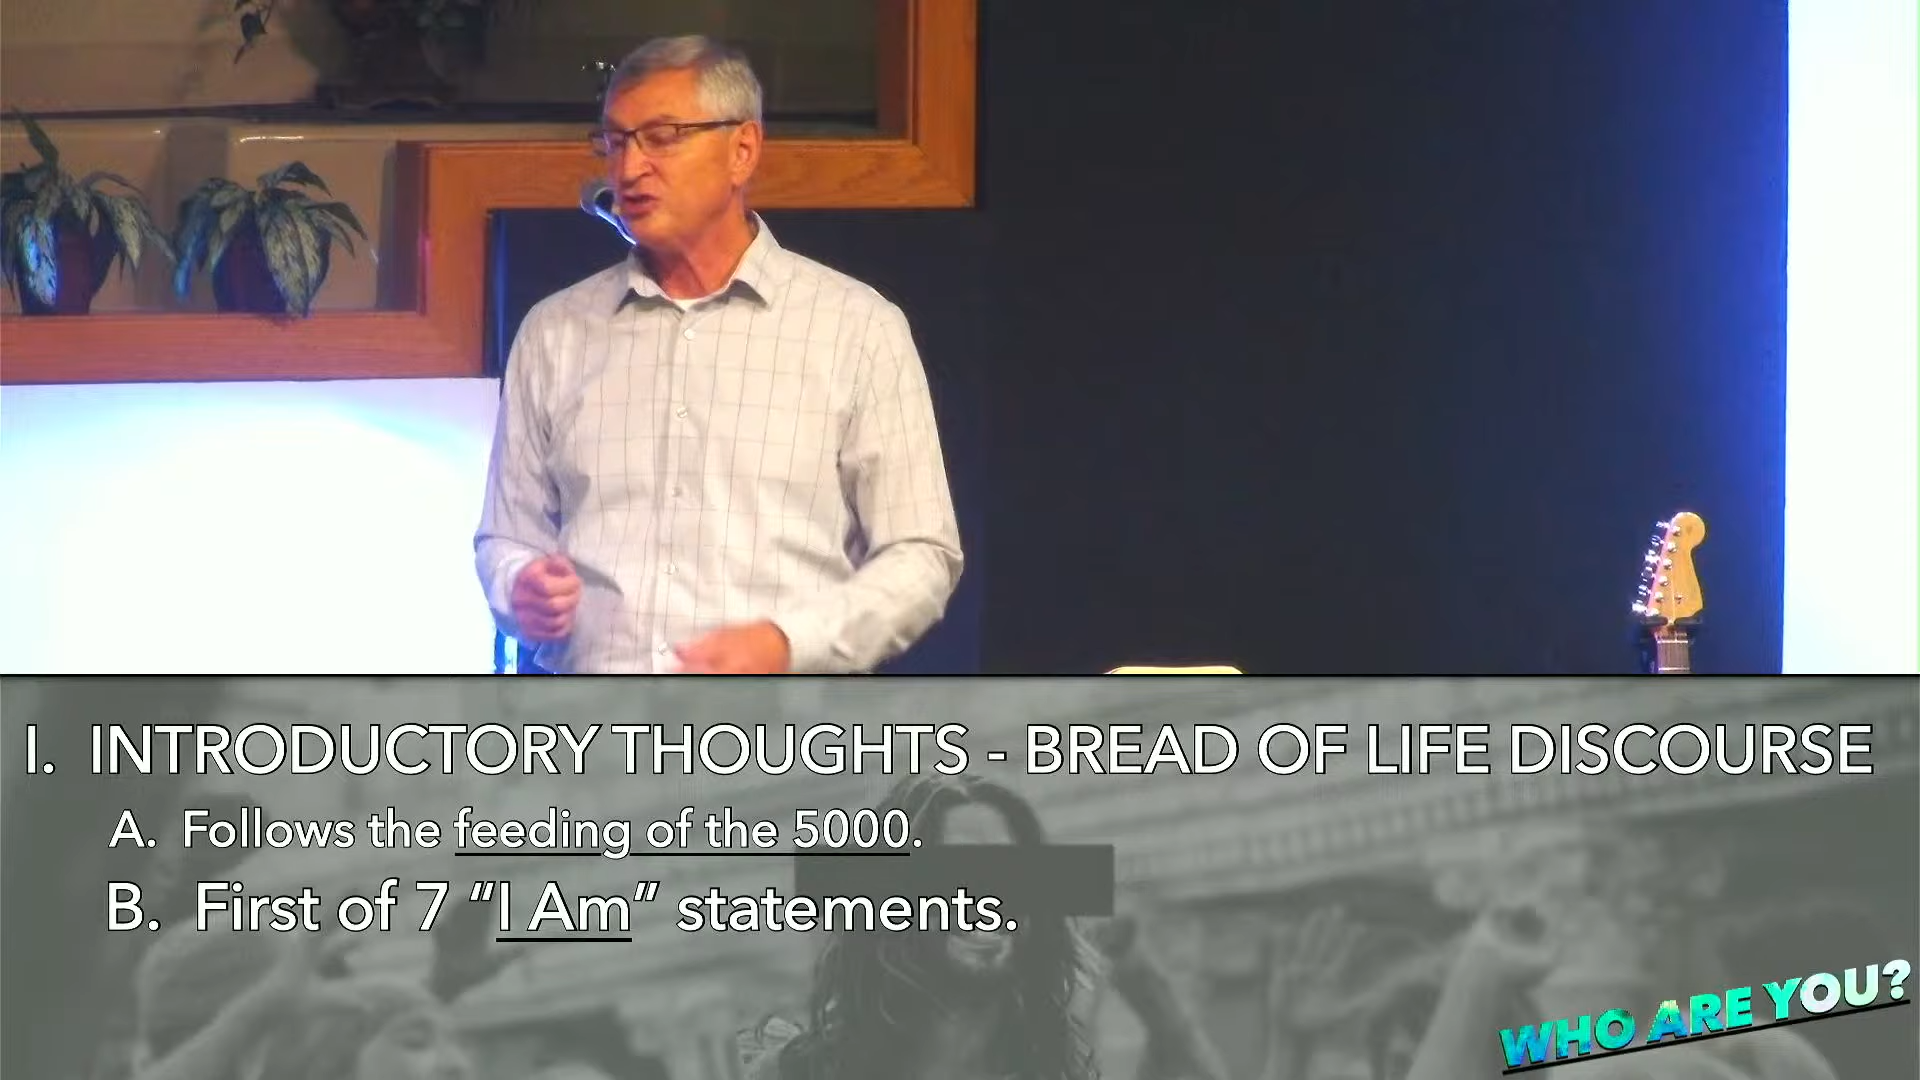 I. INTRODUCTORY THOUGHTS - BREAD OF LIFE DISCOURSE
A. Follows the feeding of the 5000.
B. First of 7 “I Am” statements.
WHO ARE YOU?